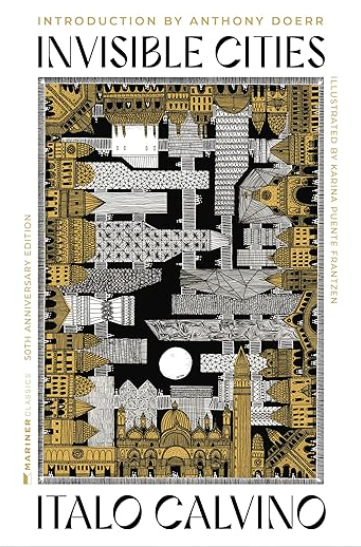 INTRODUCTION BY ANTHONY DOERR
INVISIBLE CITIES
ILLUSTRATED BY KARINA PUENTE FRANTZEN
50TH ANNIVERSARY EDITION
MARINER CLASSICS
ITALO CALVINO